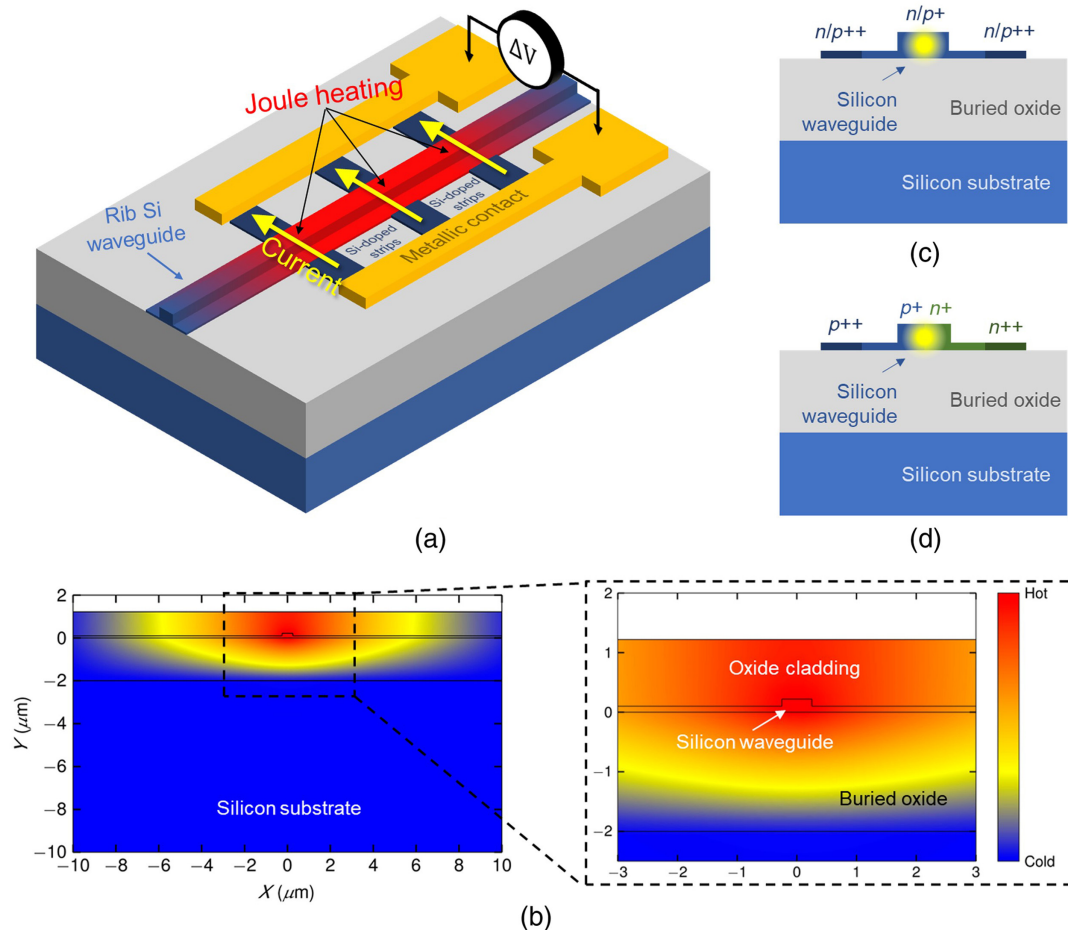 ΔV
Joule heating
Rib Si
waveguide
Si-doped
strips
Si-doped
strips
Current
Metallic contact
(a)
n/p+
n/p++
n/p++
Silicon
waveguide
Buried oxide
Silicon substrate
(c)
p+ n+
p++
n++
Silicon
waveguide
Buried oxide
Silicon substrate
(d)
2
0
−2
−4
−6
−8
−10
Y (μm)
Silicon substrate
−10 −8 −6 −4 −2 0 2 4 6 8 10
X (μm)
2
1
0
−1
−2
Oxide cladding
Silicon waveguide
Buried oxide
−3 −2 −1 0 1 2 3
Hot
Cold
(b)